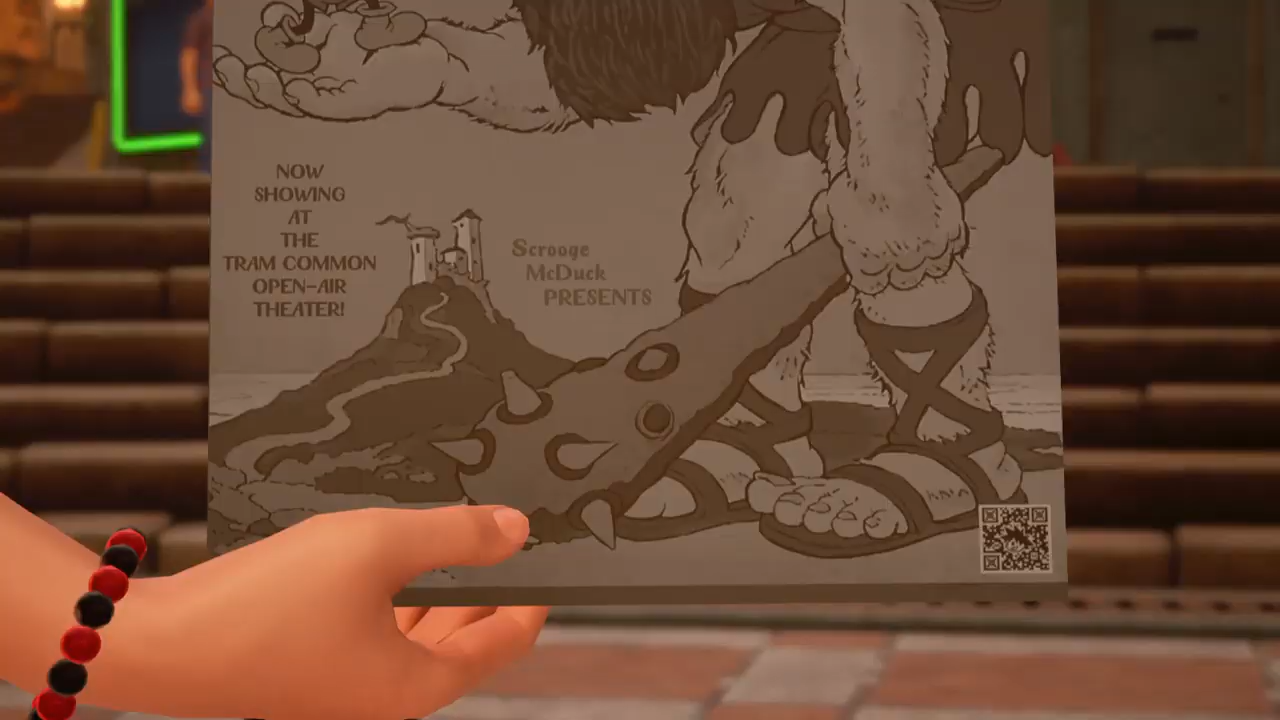 NOW
SHOWING
AT
THE
TRAM COMMON
OPEN-AIR
THEATER!
Scrooge
McDuck
PRESENTS